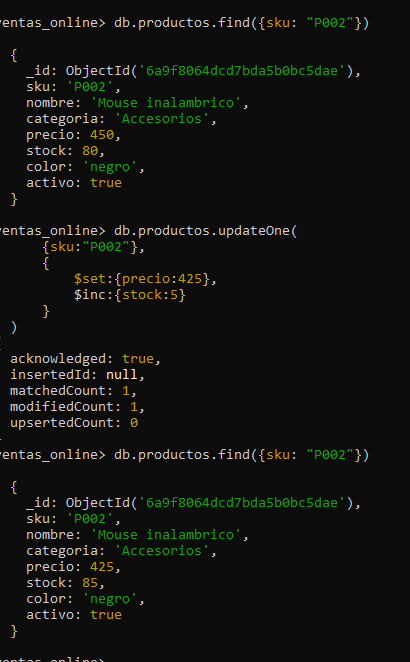 ventas_online> db.productos.find({sku: "P002"})
{
_id: ObjectId('6a9f8064dcd7bda5b0bc5dae'),
sku: 'P002',
nombre: 'Mouse inalambrico',
categoria: 'Accesorios',
precio: 450,
stock: 80,
color: 'negro',
activo: true
}
ventas_online> db.productos.updateOne(
{sku:"P002"},
{
$set:{precio:425},
$inc:{stock:5}
}
)
{
acknowledged: true,
insertedId: null,
matchedCount: 1,
modifiedCount: 1,
upsertedCount: 0
}
ventas_online> db.productos.find({sku: "P002"})
{
_id: ObjectId('6a9f8064dcd7bda5b0bc5dae'),
sku: 'P002',
nombre: 'Mouse inalambrico',
categoria: 'Accesorios',
precio: 425,
stock: 85,
color: 'negro',
activo: true
}
ventas_online>